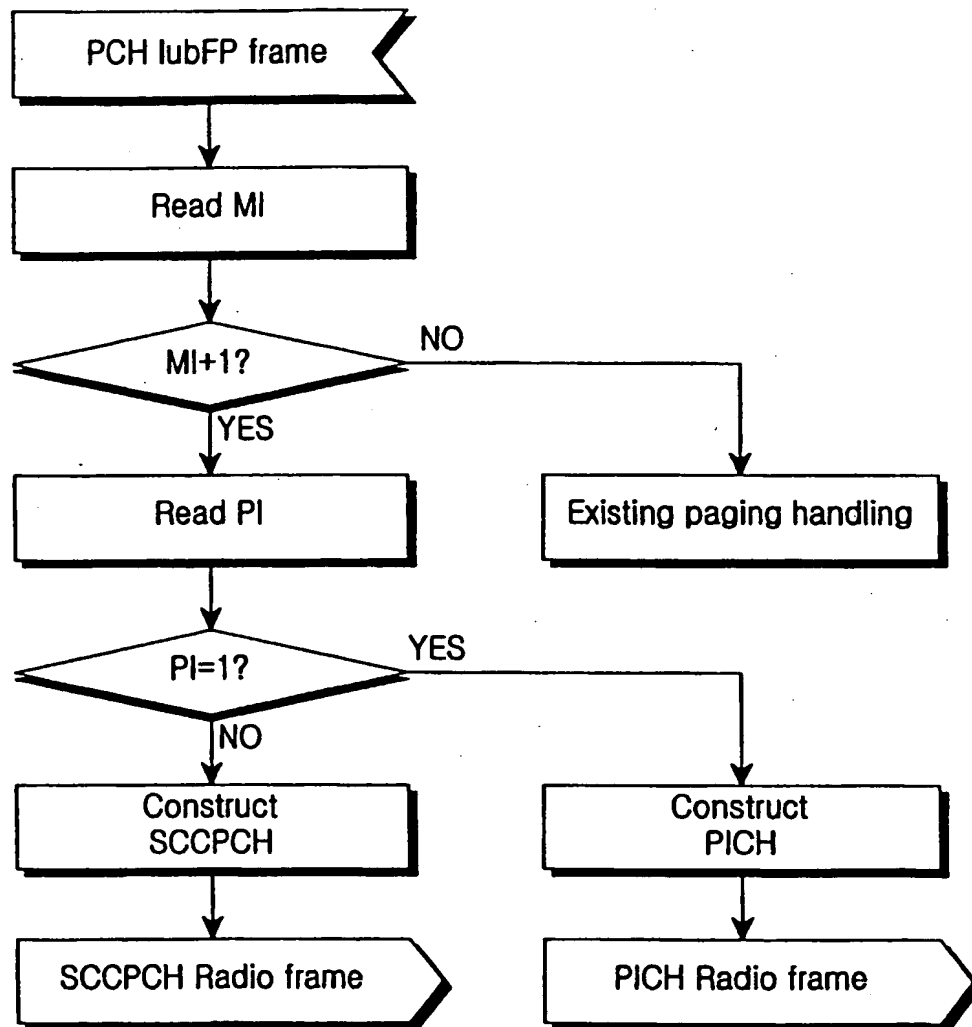 PCH IubFP frame
Read MI
MI+1?
NO
YES
Read PI
Existing paging handling
PI=1?
YES
NO
Construct
SCCPCH
Construct
PICH
SCCPCH Radio frame
PICH Radio frame